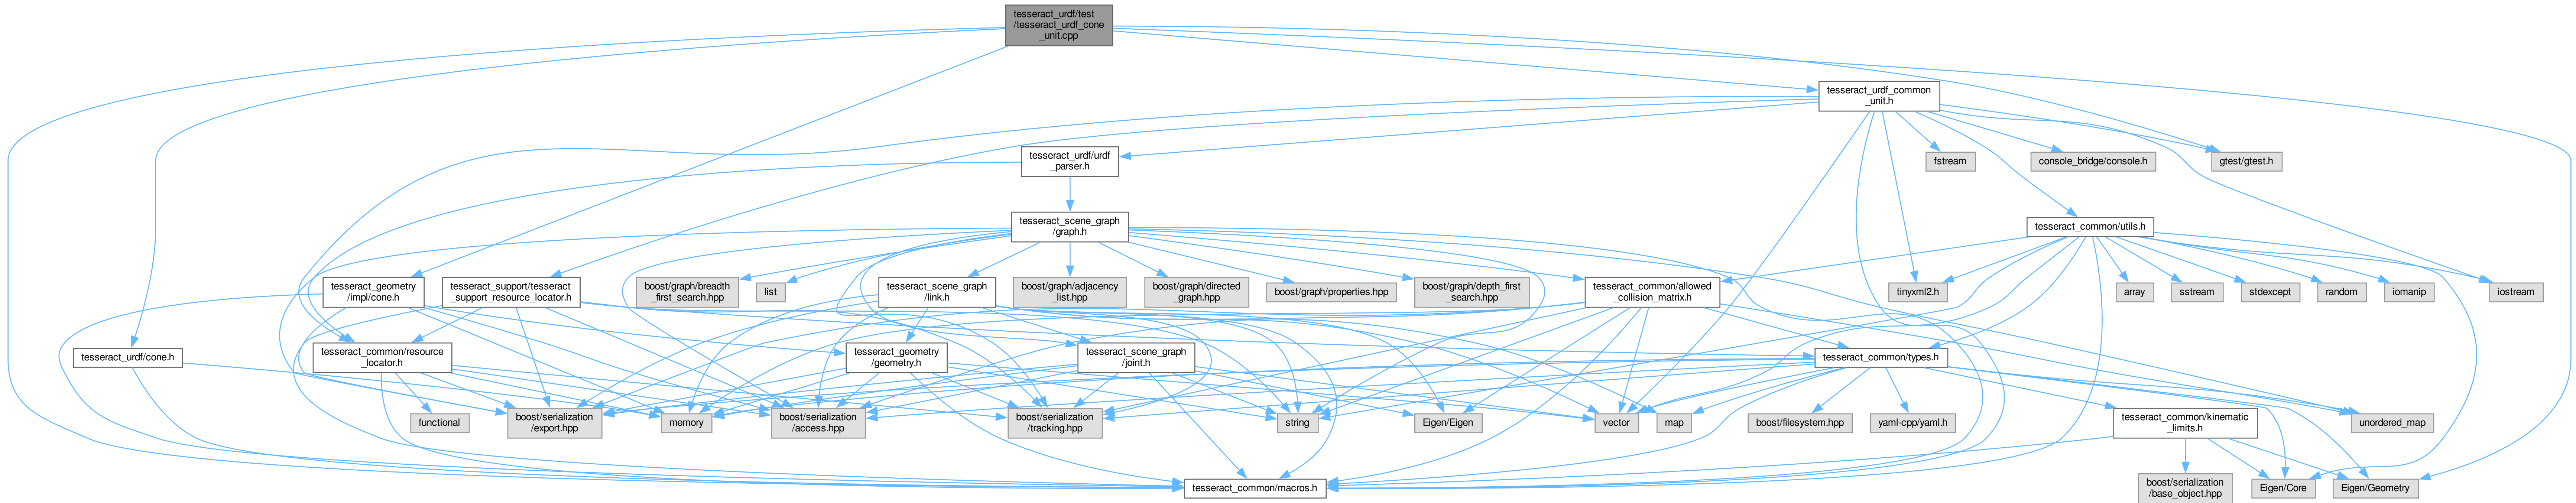 tesseract_urdf/test
/tesseract_urdf_cone
_unit.cpp
tesseract_urdf_common
_unit.h
tesseract_urdf/urdf
_parser.h
fstream
console_bridge/console.h
gtest/gtest.h
tesseract_scene_graph
/graph.h
tesseract_common/utils.h
tesseract_geometry
/impl/cone.h
tesseract_support/tesseract
_support_resource_locator.h
boost/graph/breadth
_first_search.hpp
list
tesseract_scene_graph
/link.h
boost/graph/adjacency
_list.hpp
boost/graph/directed
_graph.hpp
boost/graph/properties.hpp
boost/graph/depth_first
_search.hpp
tesseract_common/allowed
_collision_matrix.h
tinyxml2.h
array
sstream
stdexcept
random
iomanip
iostream
tesseract_urdf/cone.h
tesseract_common/resource
_locator.h
tesseract_geometry
/geometry.h
tesseract_scene_graph
/joint.h
tesseract_common/types.h
functional
boost/serialization
/export.hpp
memory
boost/serialization
/access.hpp
boost/serialization
/tracking.hpp
string
Eigen/Eigen
vector
map
boost/filesystem.hpp
yaml-cpp/yaml.h
tesseract_common/kinematic
_limits.h
unordered_map
tesseract_common/macros.h
boost/serialization
/base_object.hpp
Eigen/Core
Eigen/Geometry